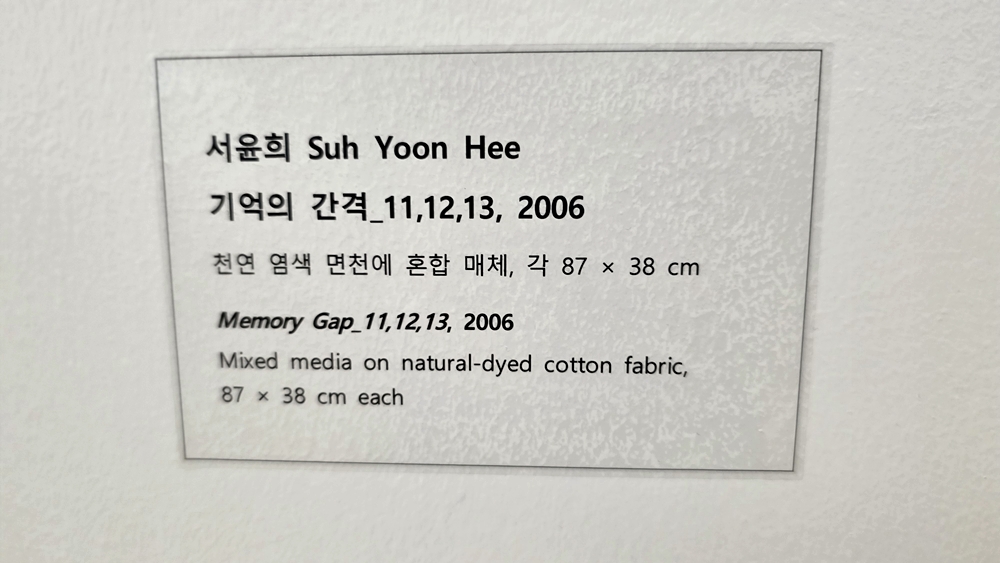 서윤희 Suh Yoon Hee
기억의 간격_11,12,13, 2006
천연 염색 면천에 혼합 매체, 각 87 × 38 cm
Memory Gap_11,12,13, 2006
Mixed media on natural-dyed cotton fabric,
87 × 38 cm each